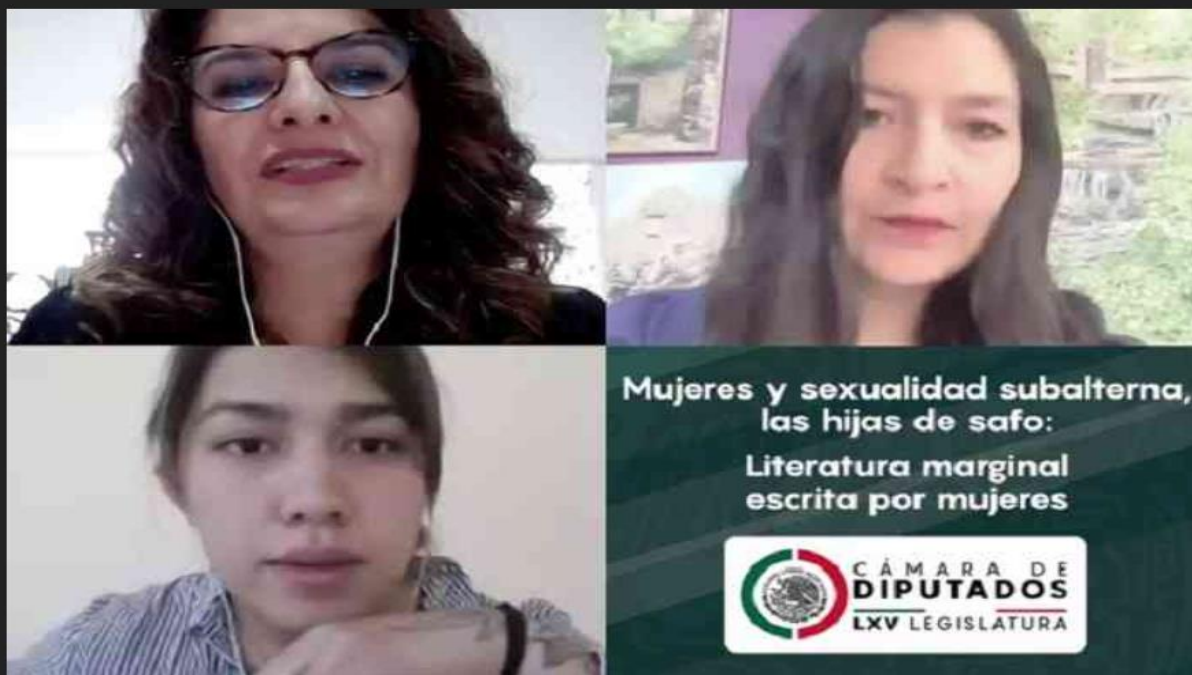 Mujeres y sexualidad subalterna,
las hijas de safo:
Literatura marginal
escrita por mujeres
CÁMARA DE
DIPUTADOS
LXV LEGISLATURA